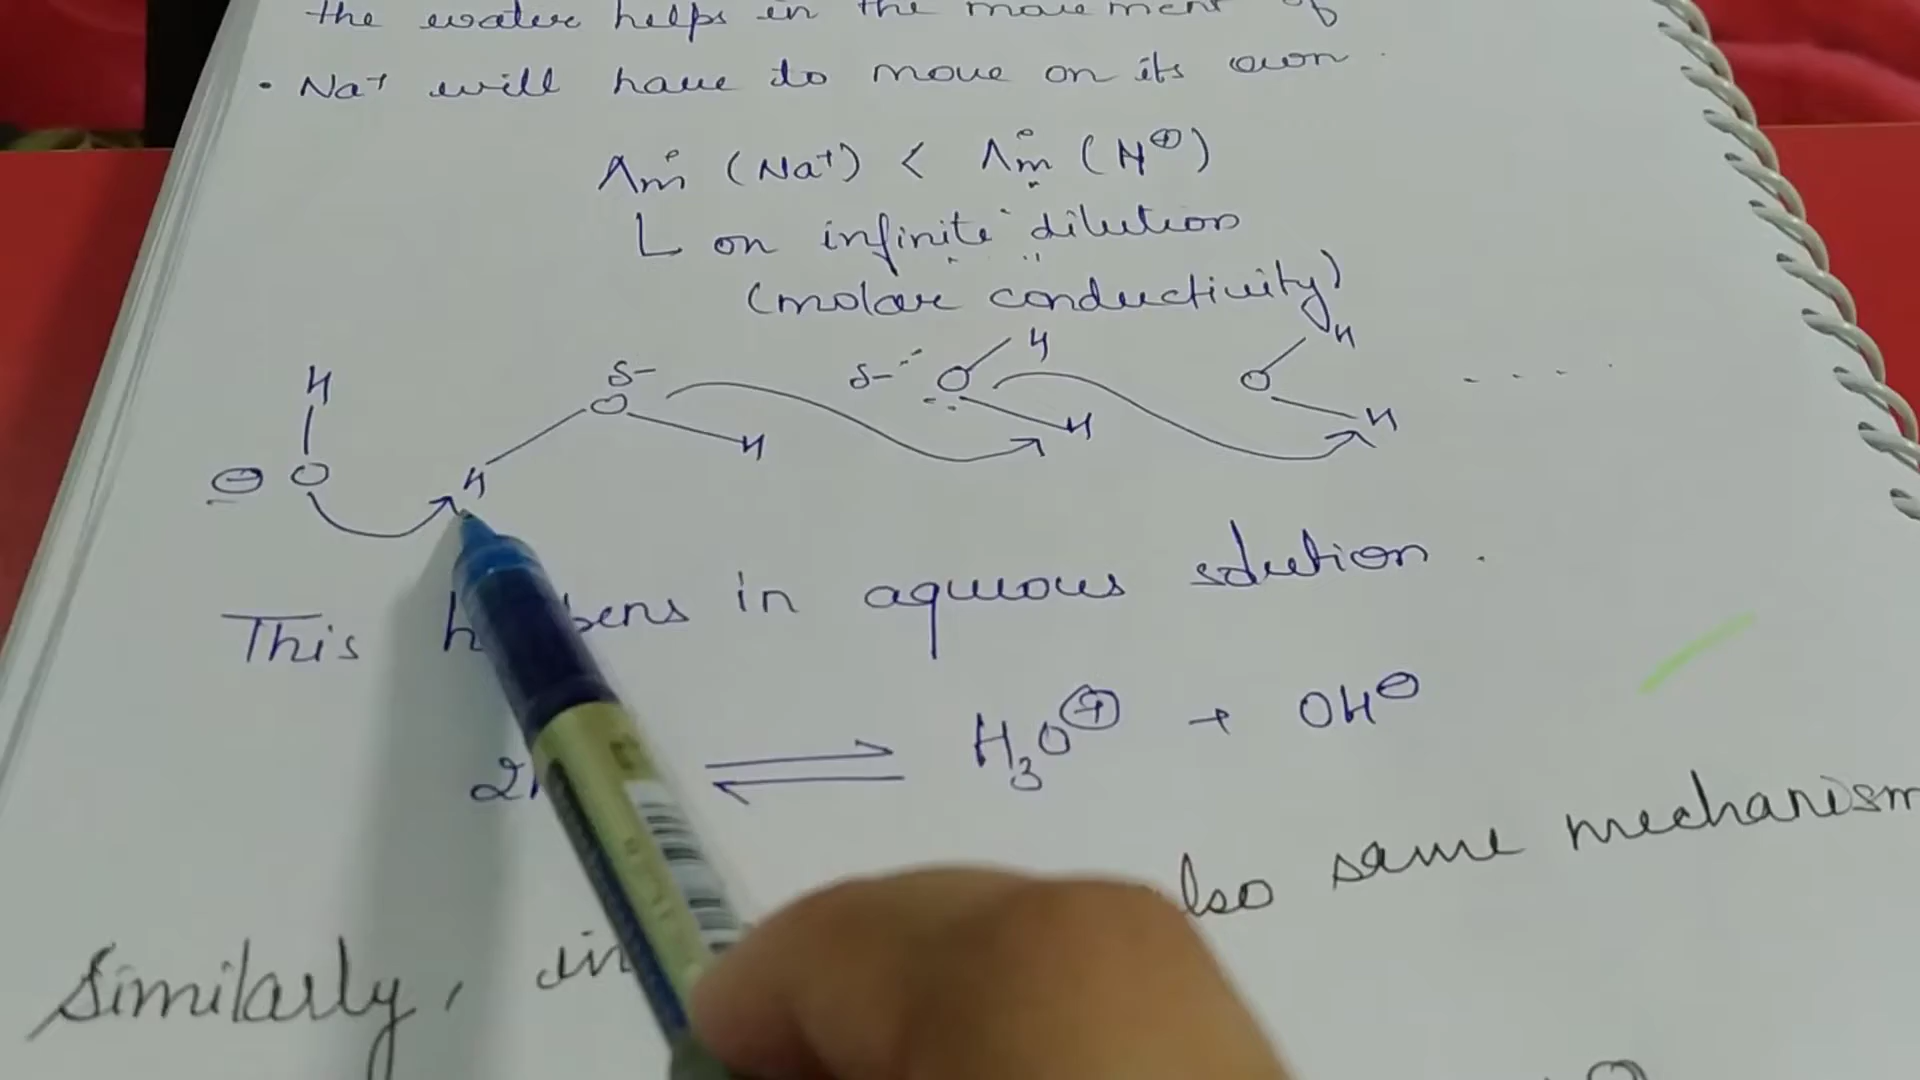 the water helps in the movement of
• Na+ will have to move on its own.
Λm° (Na+) < Λm° (H⊕)
on infinite dilution
(molar conductivity)
H δ- δ- O H O H ....
⊖ O H O H H H
This in aqueous solution.
⇌ H3O⊕ + OH⊖
Similarly, same mechanism